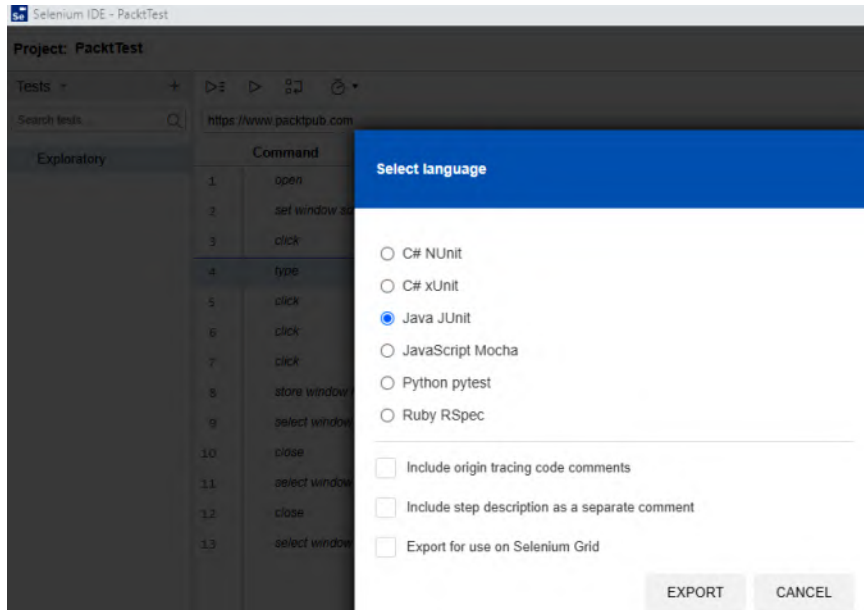 Se Selenium IDE - PacktTest
Project: PacktTest
Tests
Search tests...
https://www.packtpub.com
Exploratory
Command
1 open
2 set window
3 click
4 type
5 click
6 click
7 click
8 store window
9 select window
10 close
11 select window
12 close
13 select window
Select language
C# NUnit
C# xUnit
Java JUnit
JavaScript Mocha
Python pytest
Ruby RSpec
Include origin tracing code comments
Include step description as a separate comment
Export for use on Selenium Grid
EXPORT CANCEL